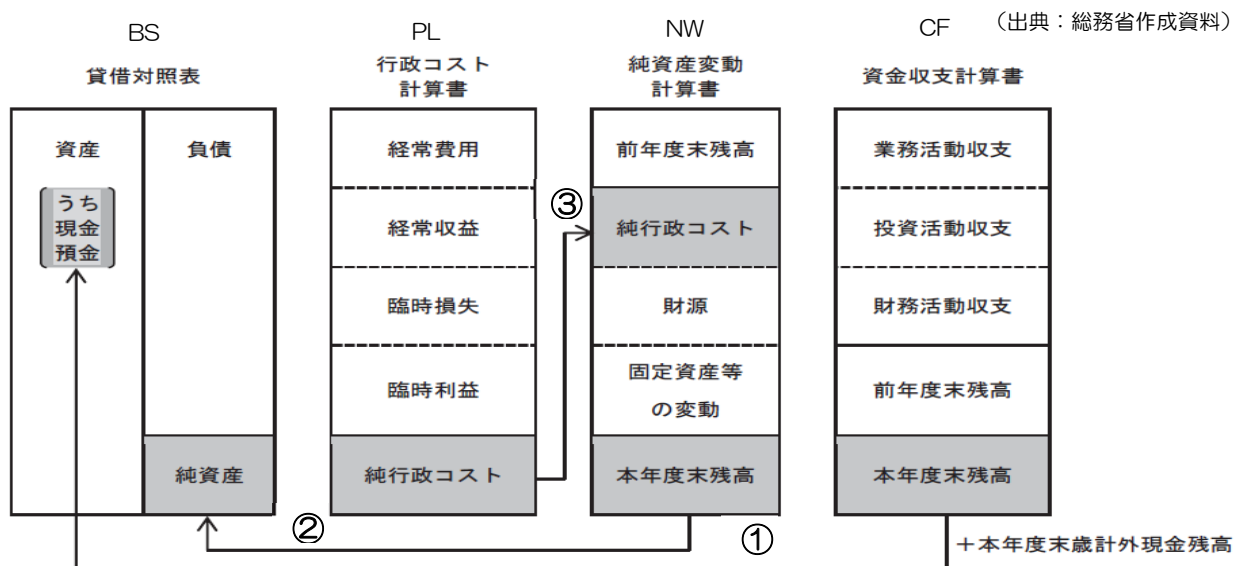 BS
貸借対照表
資産
うち
現金
預金
負債
純資産
PL
行政コスト
計算書
経常費用
経常収益
臨時損失
臨時利益
純行政コスト
NW
純資産変動
計算書
前年度末残高
純行政コスト
財源
固定資産等
の変動
本年度末残高
CF
(出典：総務省作成資料)
資金収支計算書
業務活動収支
投資活動収支
財務活動収支
前年度末残高
本年度末残高
③
②
①
＋本年度末歳計外現金残高